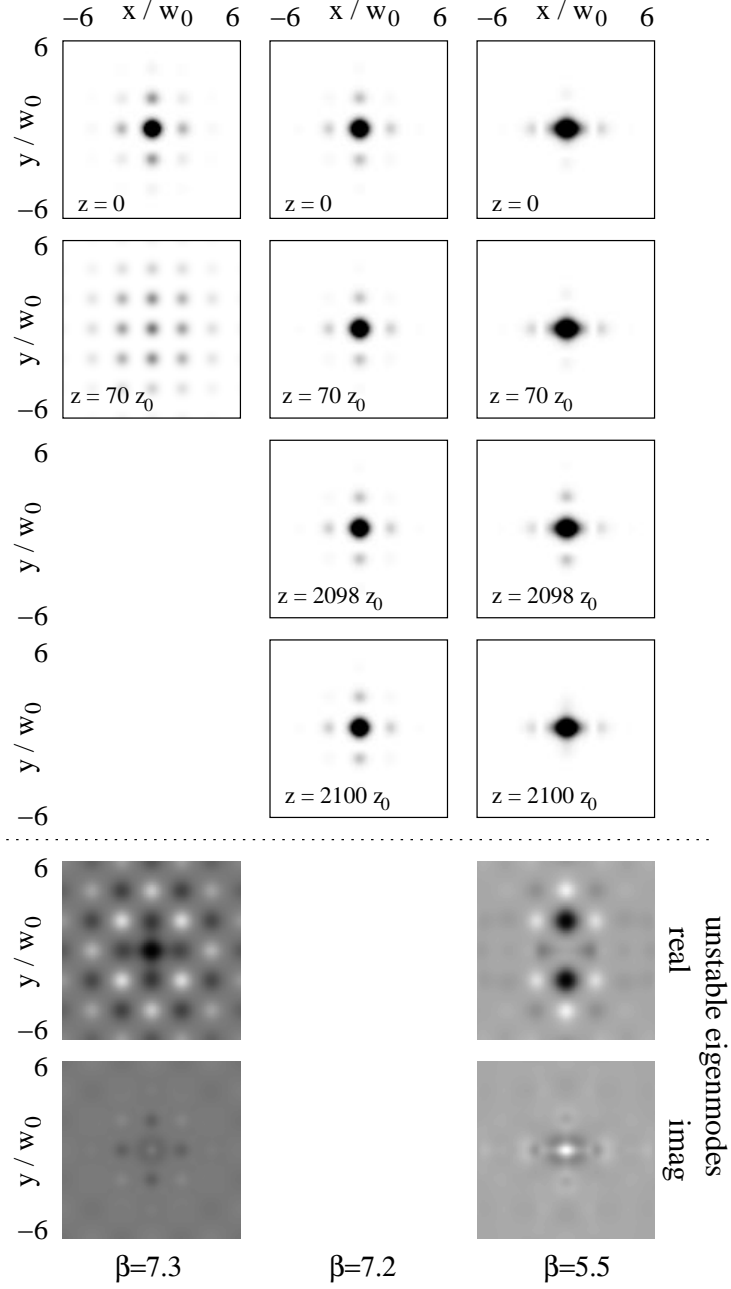 x / w0 x / w0 x / w0
−6 6 −6 6 −6 6
6
y / w0
−6
z = 0 z = 0 z = 0
6
y / w0
−6
z = 70 z0 z = 70 z0 z = 70 z0
6
y / w0
−6
z = 2098 z0 z = 2098 z0
6
y / w0
−6
z = 2100 z0 z = 2100 z0
6
y / w0
−6
real
6
y / w0
−6
imag
unstable eigenmodes
β=7.3 β=7.2 β=5.5